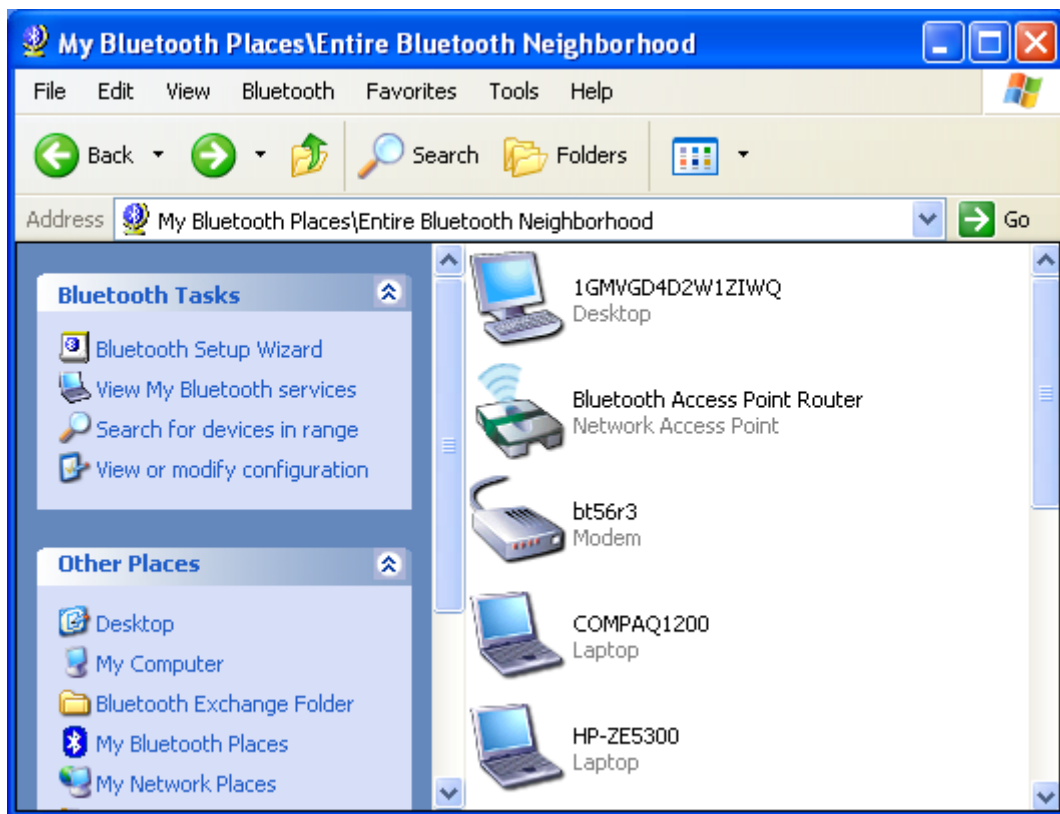 My Bluetooth Places\Entire Bluetooth Neighborhood
File Edit View Bluetooth Favorites Tools Help
Back Search Folders
Address My Bluetooth Places\Entire Bluetooth Neighborhood Go
Bluetooth Tasks
Bluetooth Setup Wizard
View My Bluetooth services
Search for devices in range
View or modify configuration
Other Places
Desktop
My Computer
Bluetooth Exchange Folder
My Bluetooth Places
My Network Places
1GMVGD4D2W1ZIWQ
Desktop
Bluetooth Access Point Router
Network Access Point
bt56r3
Modem
COMPAQ1200
Laptop
HP-ZE5300
Laptop